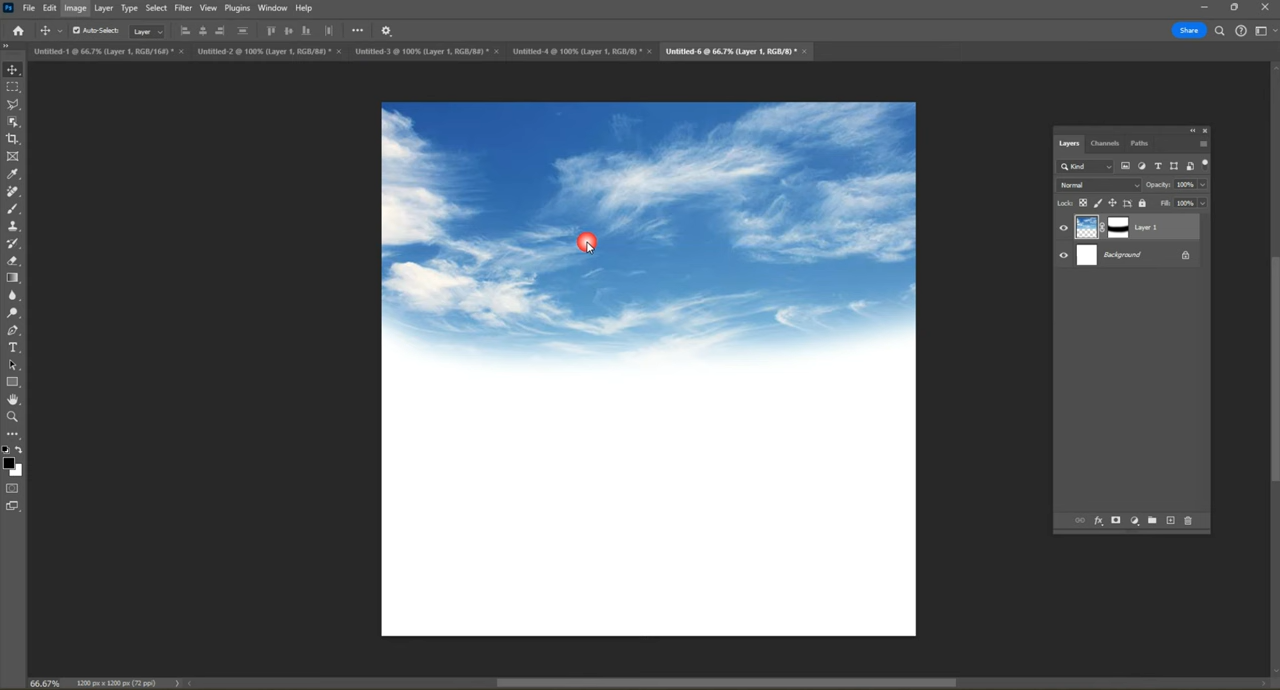 Ps File Edit Image Layer Type Select Filter View Plugins Window Help
Auto-Select: Layer Share
Untitled-1 @ 66.7% (Layer 1, RGB/16#) * × Untitled-2 @ 100% (Layer 1, RGB/8#) * × Untitled-3 @ 100% (Layer 1, RGB/8#) * × Untitled-4 @ 100% (Layer 1, RGB/8) * × Untitled-6 @ 66.7% (Layer 1, RGB/8) * ×
Layers Channels Paths
Kind
Normal Opacity: 100%
Lock: Fill: 100%
Layer 1
Background
fx
66.67% 1200 px x 1200 px (72 ppi)